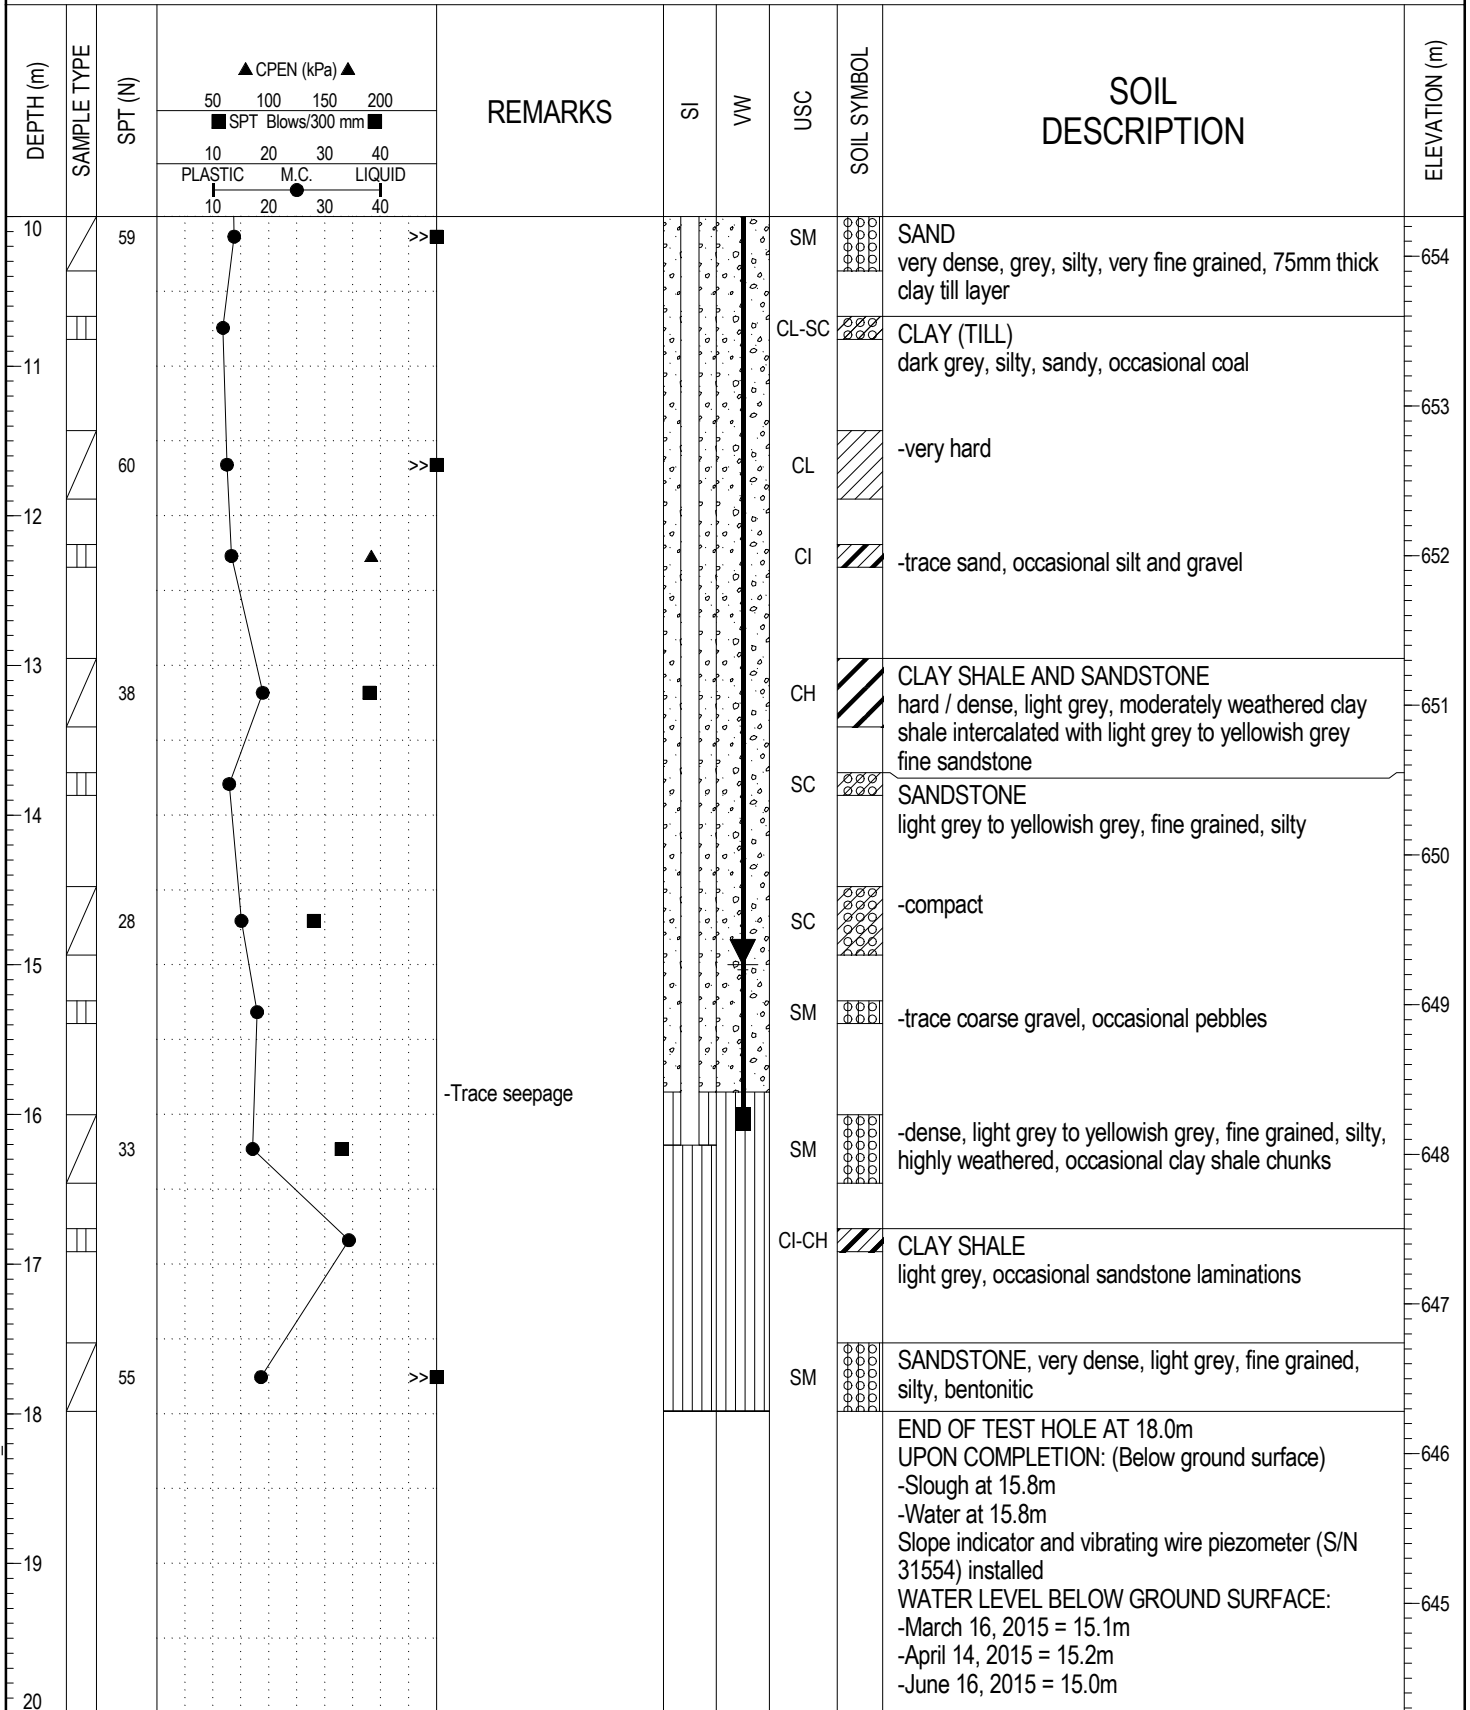 DEPTH (m)
SAMPLE TYPE
SPT (N)
▲ CPEN (kPa) ▲
50 100 150 200
■ SPT Blows/300 mm ■
10 20 30 40
PLASTIC M.C. LIQUID
10 20 30 40
REMARKS
SI
VW
USC
SOIL SYMBOL
SOIL
DESCRIPTION
ELEVATION (m)
10
59
>>
SM
SAND
very dense, grey, silty, very fine grained, 75mm thick
clay till layer
654
CL-SC
CLAY (TILL)
dark grey, silty, sandy, occasional coal
11
653
60
>>
CL
-very hard
12
CI
-trace sand, occasional silt and gravel
652
13
38
CH
CLAY SHALE AND SANDSTONE
hard / dense, light grey, moderately weathered clay
shale intercalated with light grey to yellowish grey
fine sandstone
651
SC
SANDSTONE
light grey to yellowish grey, fine grained, silty
14
650
28
SC
-compact
15
SM
-trace coarse gravel, occasional pebbles
649
-Trace seepage
16
33
SM
-dense, light grey to yellowish grey, fine grained, silty,
highly weathered, occasional clay shale chunks
648
CI-CH
CLAY SHALE
light grey, occasional sandstone laminations
17
647
55
>>
SM
SANDSTONE, very dense, light grey, fine grained,
silty, bentonitic
18
END OF TEST HOLE AT 18.0m
UPON COMPLETION: (Below ground surface)
646
-Slough at 15.8m
-Water at 15.8m
Slope indicator and vibrating wire piezometer (S/N
31554) installed
19
WATER LEVEL BELOW GROUND SURFACE:
645
-March 16, 2015 = 15.1m
-April 14, 2015 = 15.2m
-June 16, 2015 = 15.0m
20